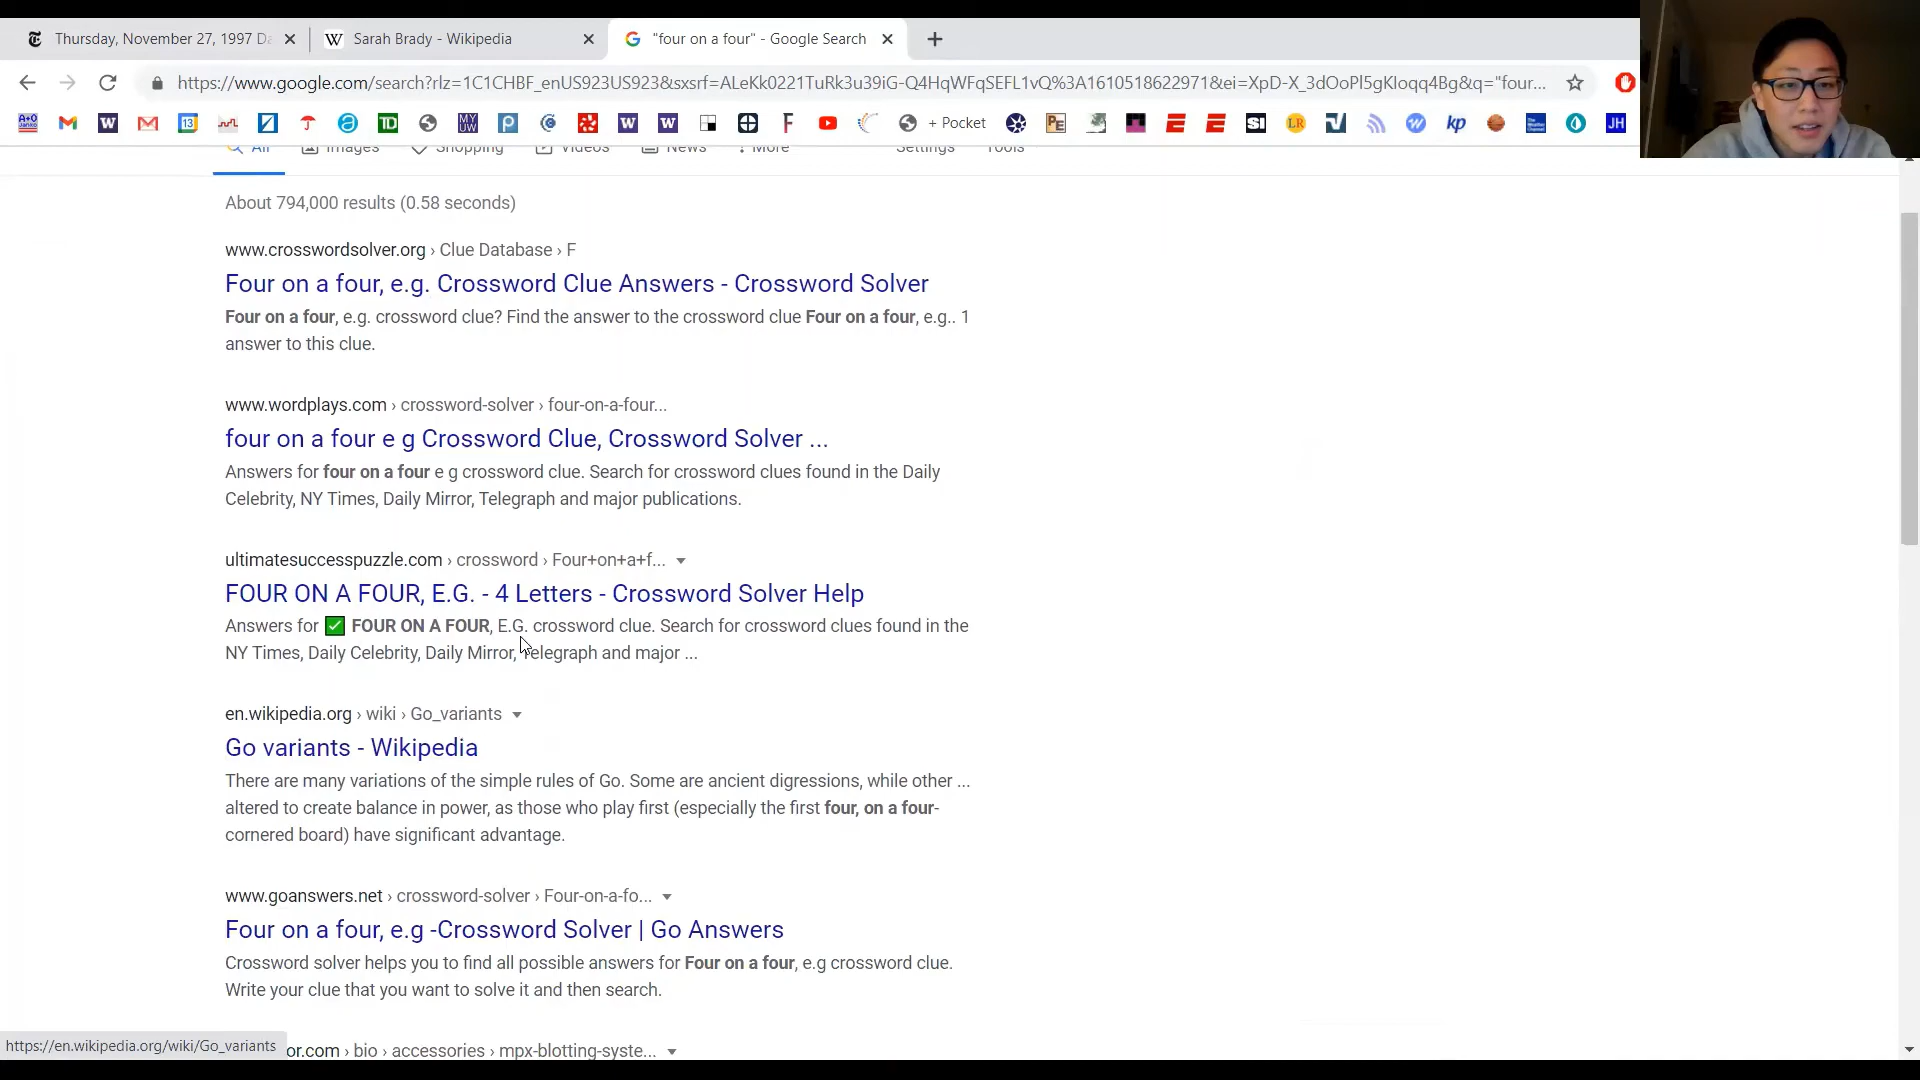 Thursday, November 27, 1997 Da
Sarah Brady - Wikipedia
"four on a four" - Google Search
https://www.google.com/search?rlz=1C1CHBF_enUS923US923&sxsrf=ALeKk0221TuRk3u39iG-Q4HqWFqSEFL1vQ%3A1610518622971&ei=XpD-X_3dOoPl5gKloqq4Bg&q="four...
+ Pocket
All
Images
Shopping
Videos
News
More
Settings
Tools
About 794,000 results (0.58 seconds)
www.crosswordsolver.org › Clue Database › F
Four on a four, e.g. Crossword Clue Answers - Crossword Solver
Four on a four, e.g. crossword clue? Find the answer to the crossword clue Four on a four, e.g.. 1
answer to this clue.
www.wordplays.com › crossword-solver › four-on-a-four...
four on a four e g Crossword Clue, Crossword Solver ...
Answers for four on a four e g crossword clue. Search for crossword clues found in the Daily
Celebrity, NY Times, Daily Mirror, Telegraph and major publications.
ultimatesuccesspuzzle.com › crossword › Four+on+a+f...
FOUR ON A FOUR, E.G. - 4 Letters - Crossword Solver Help
Answers for ✅ FOUR ON A FOUR, E.G. crossword clue. Search for crossword clues found in the
NY Times, Daily Celebrity, Daily Mirror, Telegraph and major ...
en.wikipedia.org › wiki › Go_variants
Go variants - Wikipedia
There are many variations of the simple rules of Go. Some are ancient digressions, while other ...
altered to create balance in power, as those who play first (especially the first four, on a four-
cornered board) have significant advantage.
www.goanswers.net › crossword-solver › Four-on-a-fo...
Four on a four, e.g -Crossword Solver | Go Answers
Crossword solver helps you to find all possible answers for Four on a four, e.g crossword clue.
Write your clue that you want to solve it and then search.
https://en.wikipedia.org/wiki/Go_variants
or.com › bio › accessories › mpx-blotting-syste...